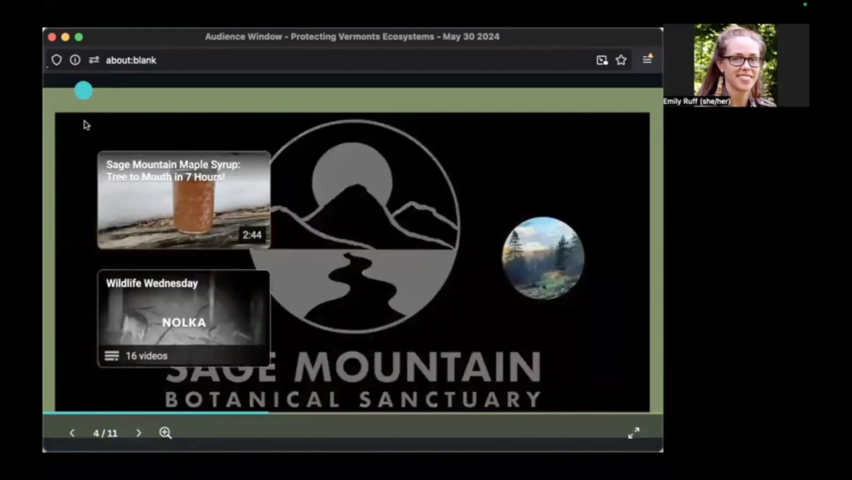 Audience Window - Protecting Vermonts Ecosystems - May 30 2024
about:blank
Emily Ruff (she/her)
Sage Mountain Maple Syrup:
Tree to Mouth in 7 Hours!
2:44
Wildlife Wednesday
NOLKA
16 videos
SAGE MOUNTAIN
BOTANICAL SANCTUARY
4 / 11